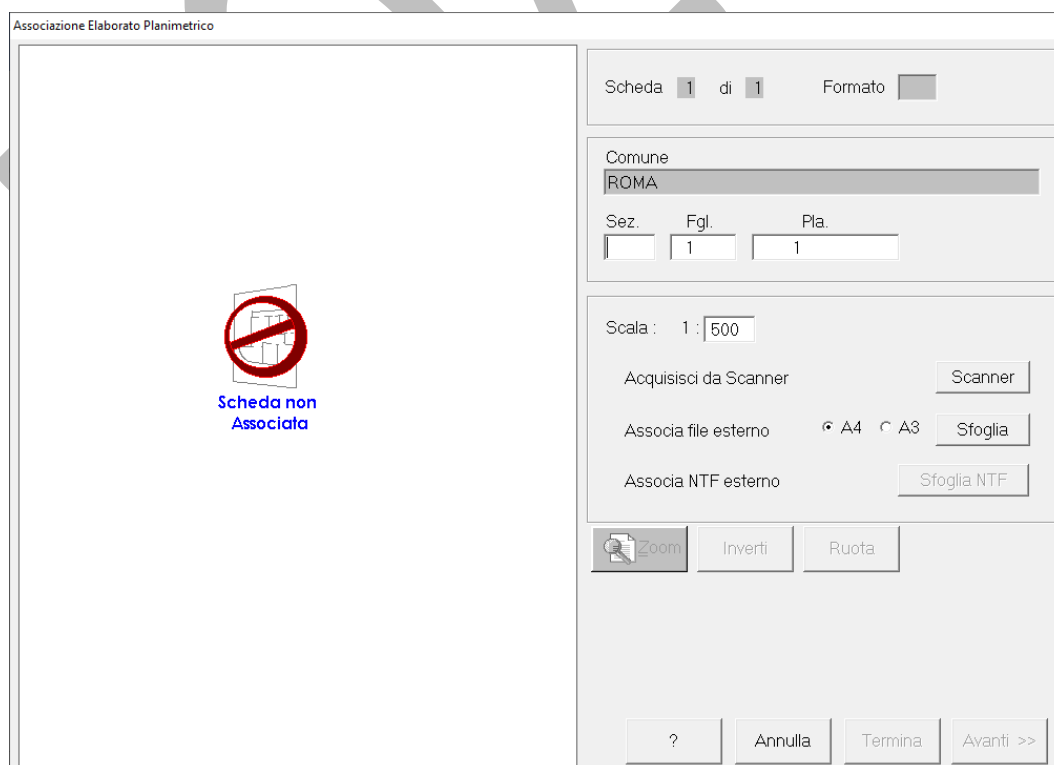 Associazione Elaborato Planimetrico
Scheda 1 di 1 Formato
Comune
ROMA
Sez. Fgl. Pla.
1 1
Scala : 1 : 500
Acquisisci da Scanner Scanner
Associa file esterno A4 A3 Sfoglia
Associa NTF esterno Sfoglia NTF
Zoom Inverti Ruota
Scheda non
Associata
? Annulla Termina Avanti >>